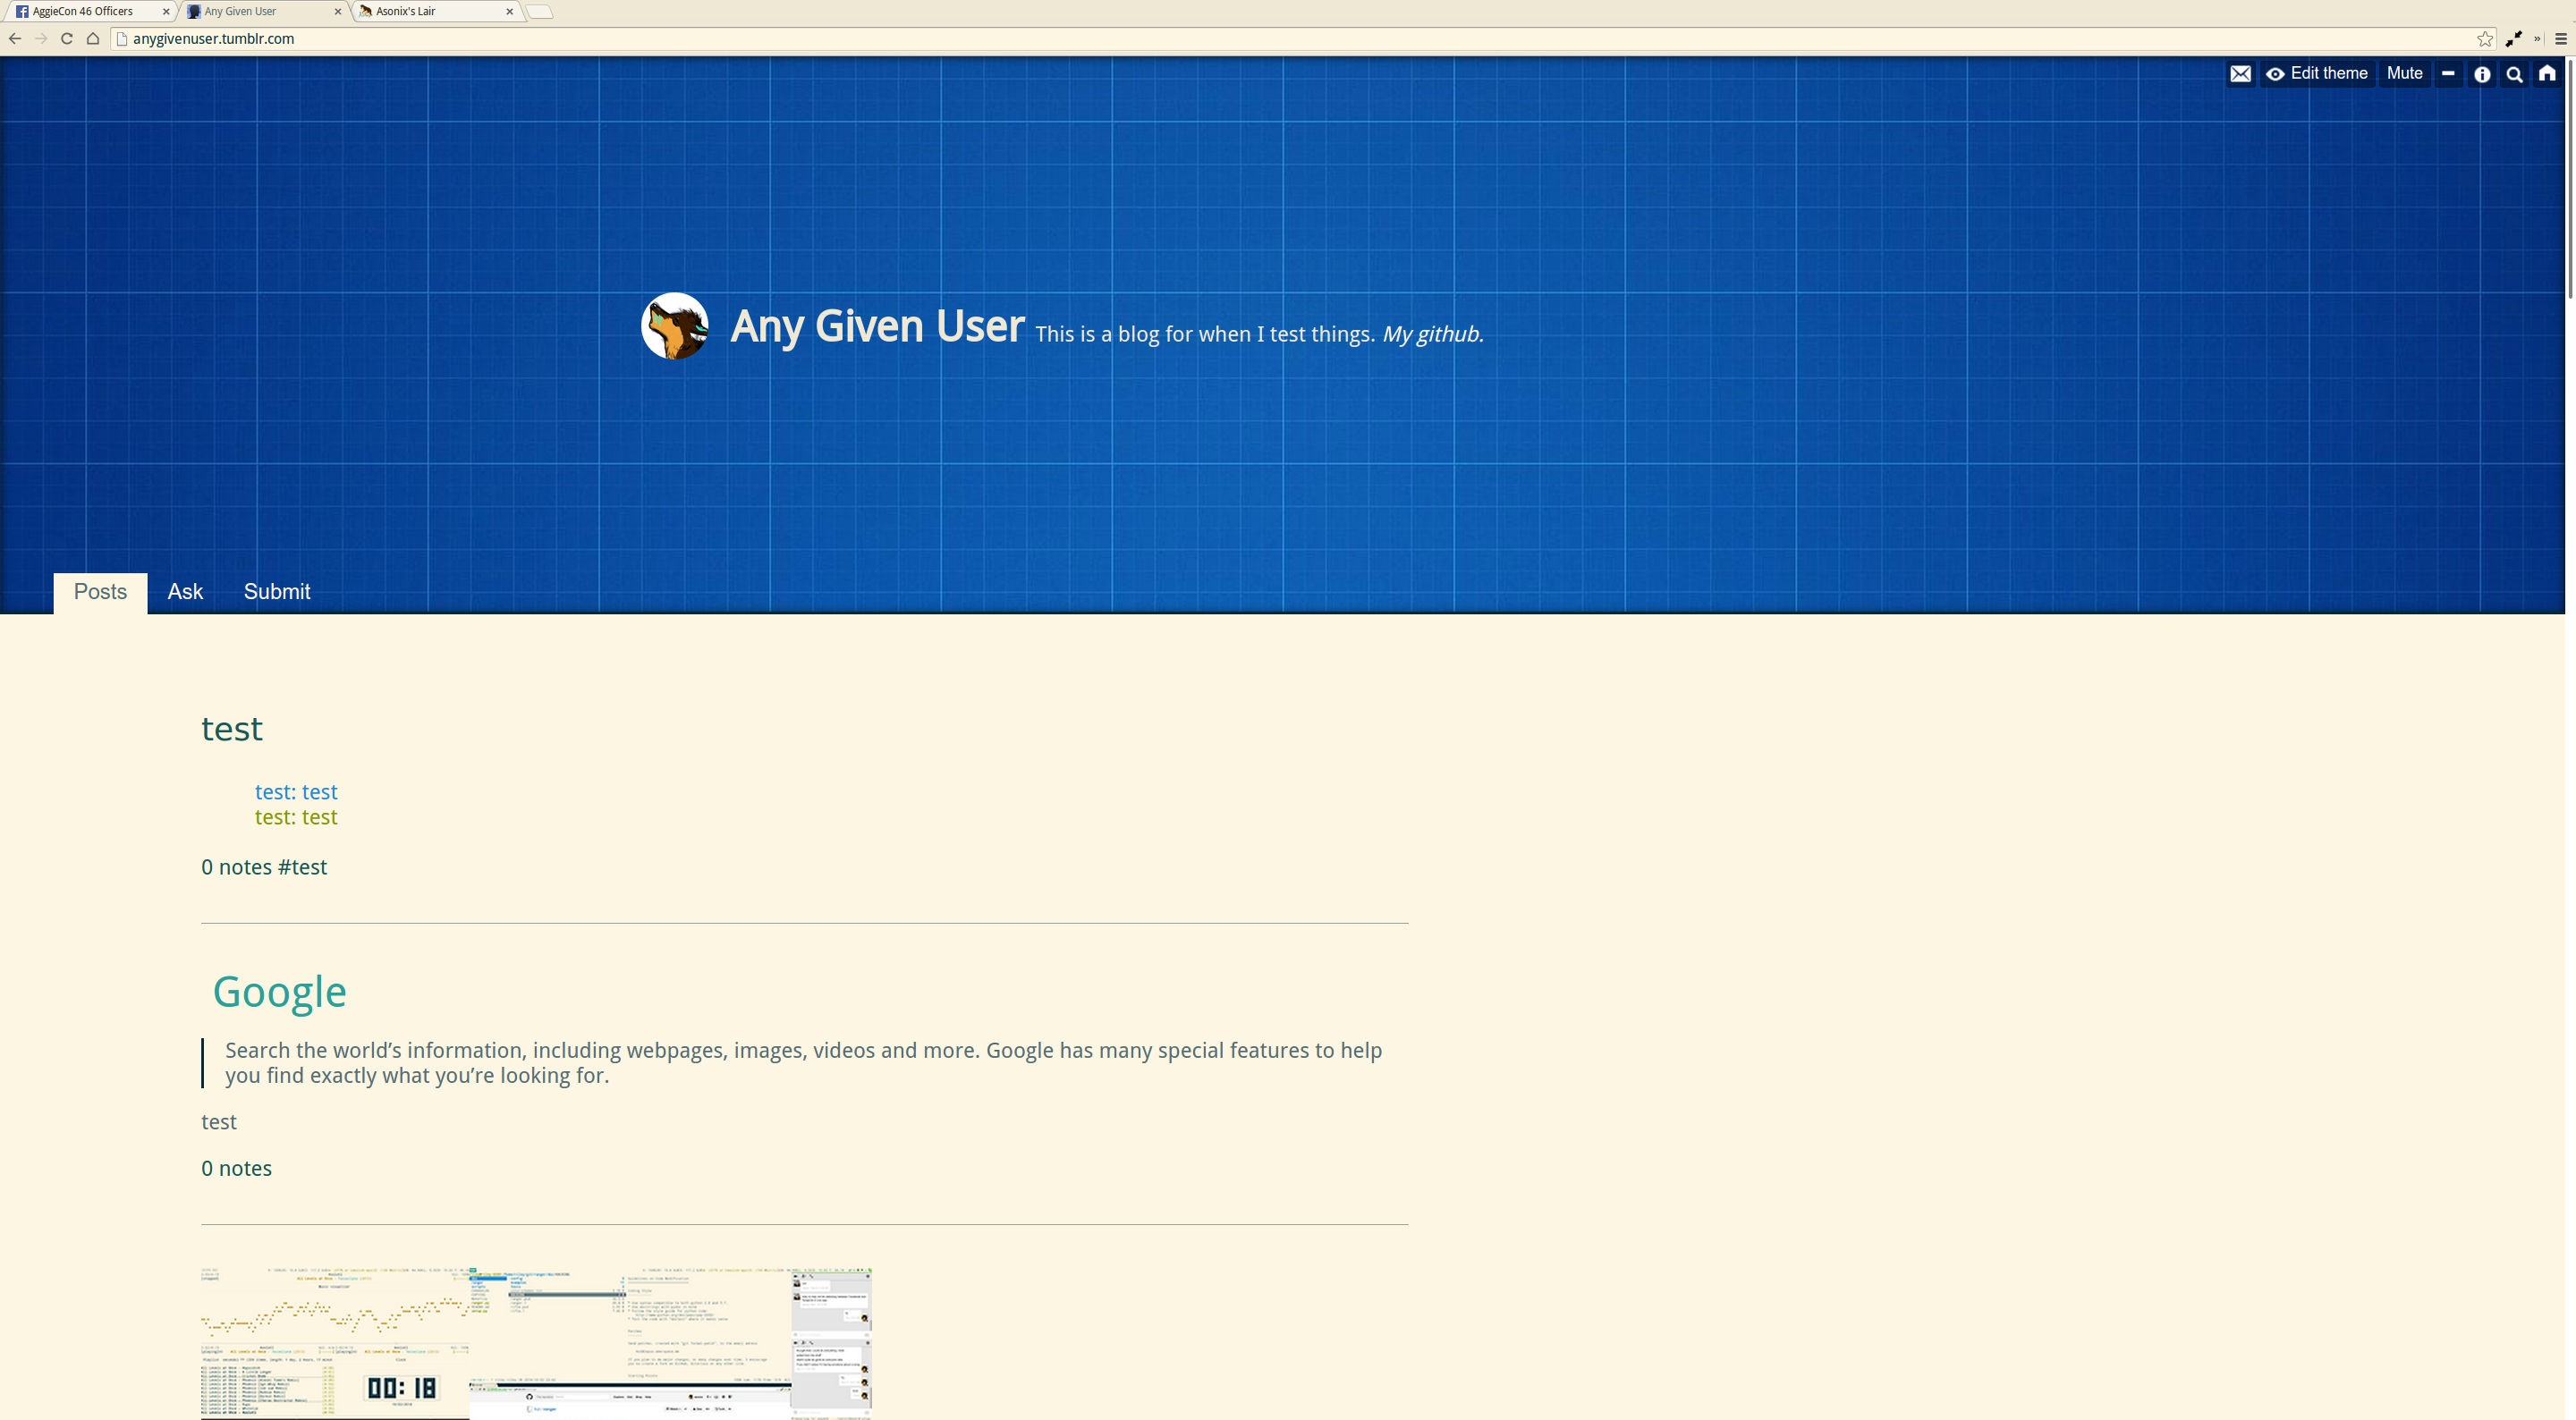 AggieCon 46 Officers
Any Given User
Asonix's Lair
anygivenuser.tumblr.com
Edit theme
Mute
Any Given User This is a blog for when I test things. My github.
Posts
Ask
Submit
test
test: test
test: test
0 notes #test
Google
Search the world’s information, including webpages, images, videos and more. Google has many special features to help
you find exactly what you’re looking for.
test
0 notes
00:18